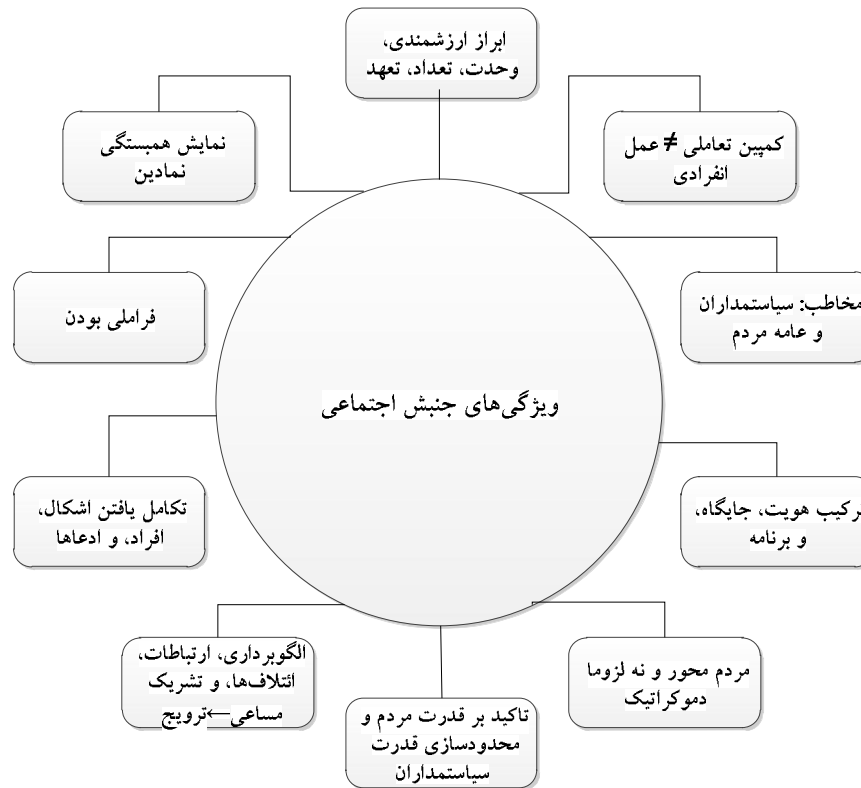 ابراز ارزشمندی،
وحدت، تعداد، تعهد
کمپین تعاملی ≠ عمل
انفرادی
مخاطب: سیاستمداران
و عامه مردم
ترکیب هویت، جایگاه،
و برنامه
مردم محور و نه لزوما
دموکراتیک
تاکید بر قدرت مردم و
محدودسازی قدرت
سیاستمداران
الگوبرداری، ارتباطات،
ائتلاف‌ها، و تشریک
مساعی←ترویج
تکامل یافتن اشکال،
افراد، و ادعاها
فراملی بودن
نمایش همبستگی
نمادین
ویژگی‌های جنبش اجتماعی